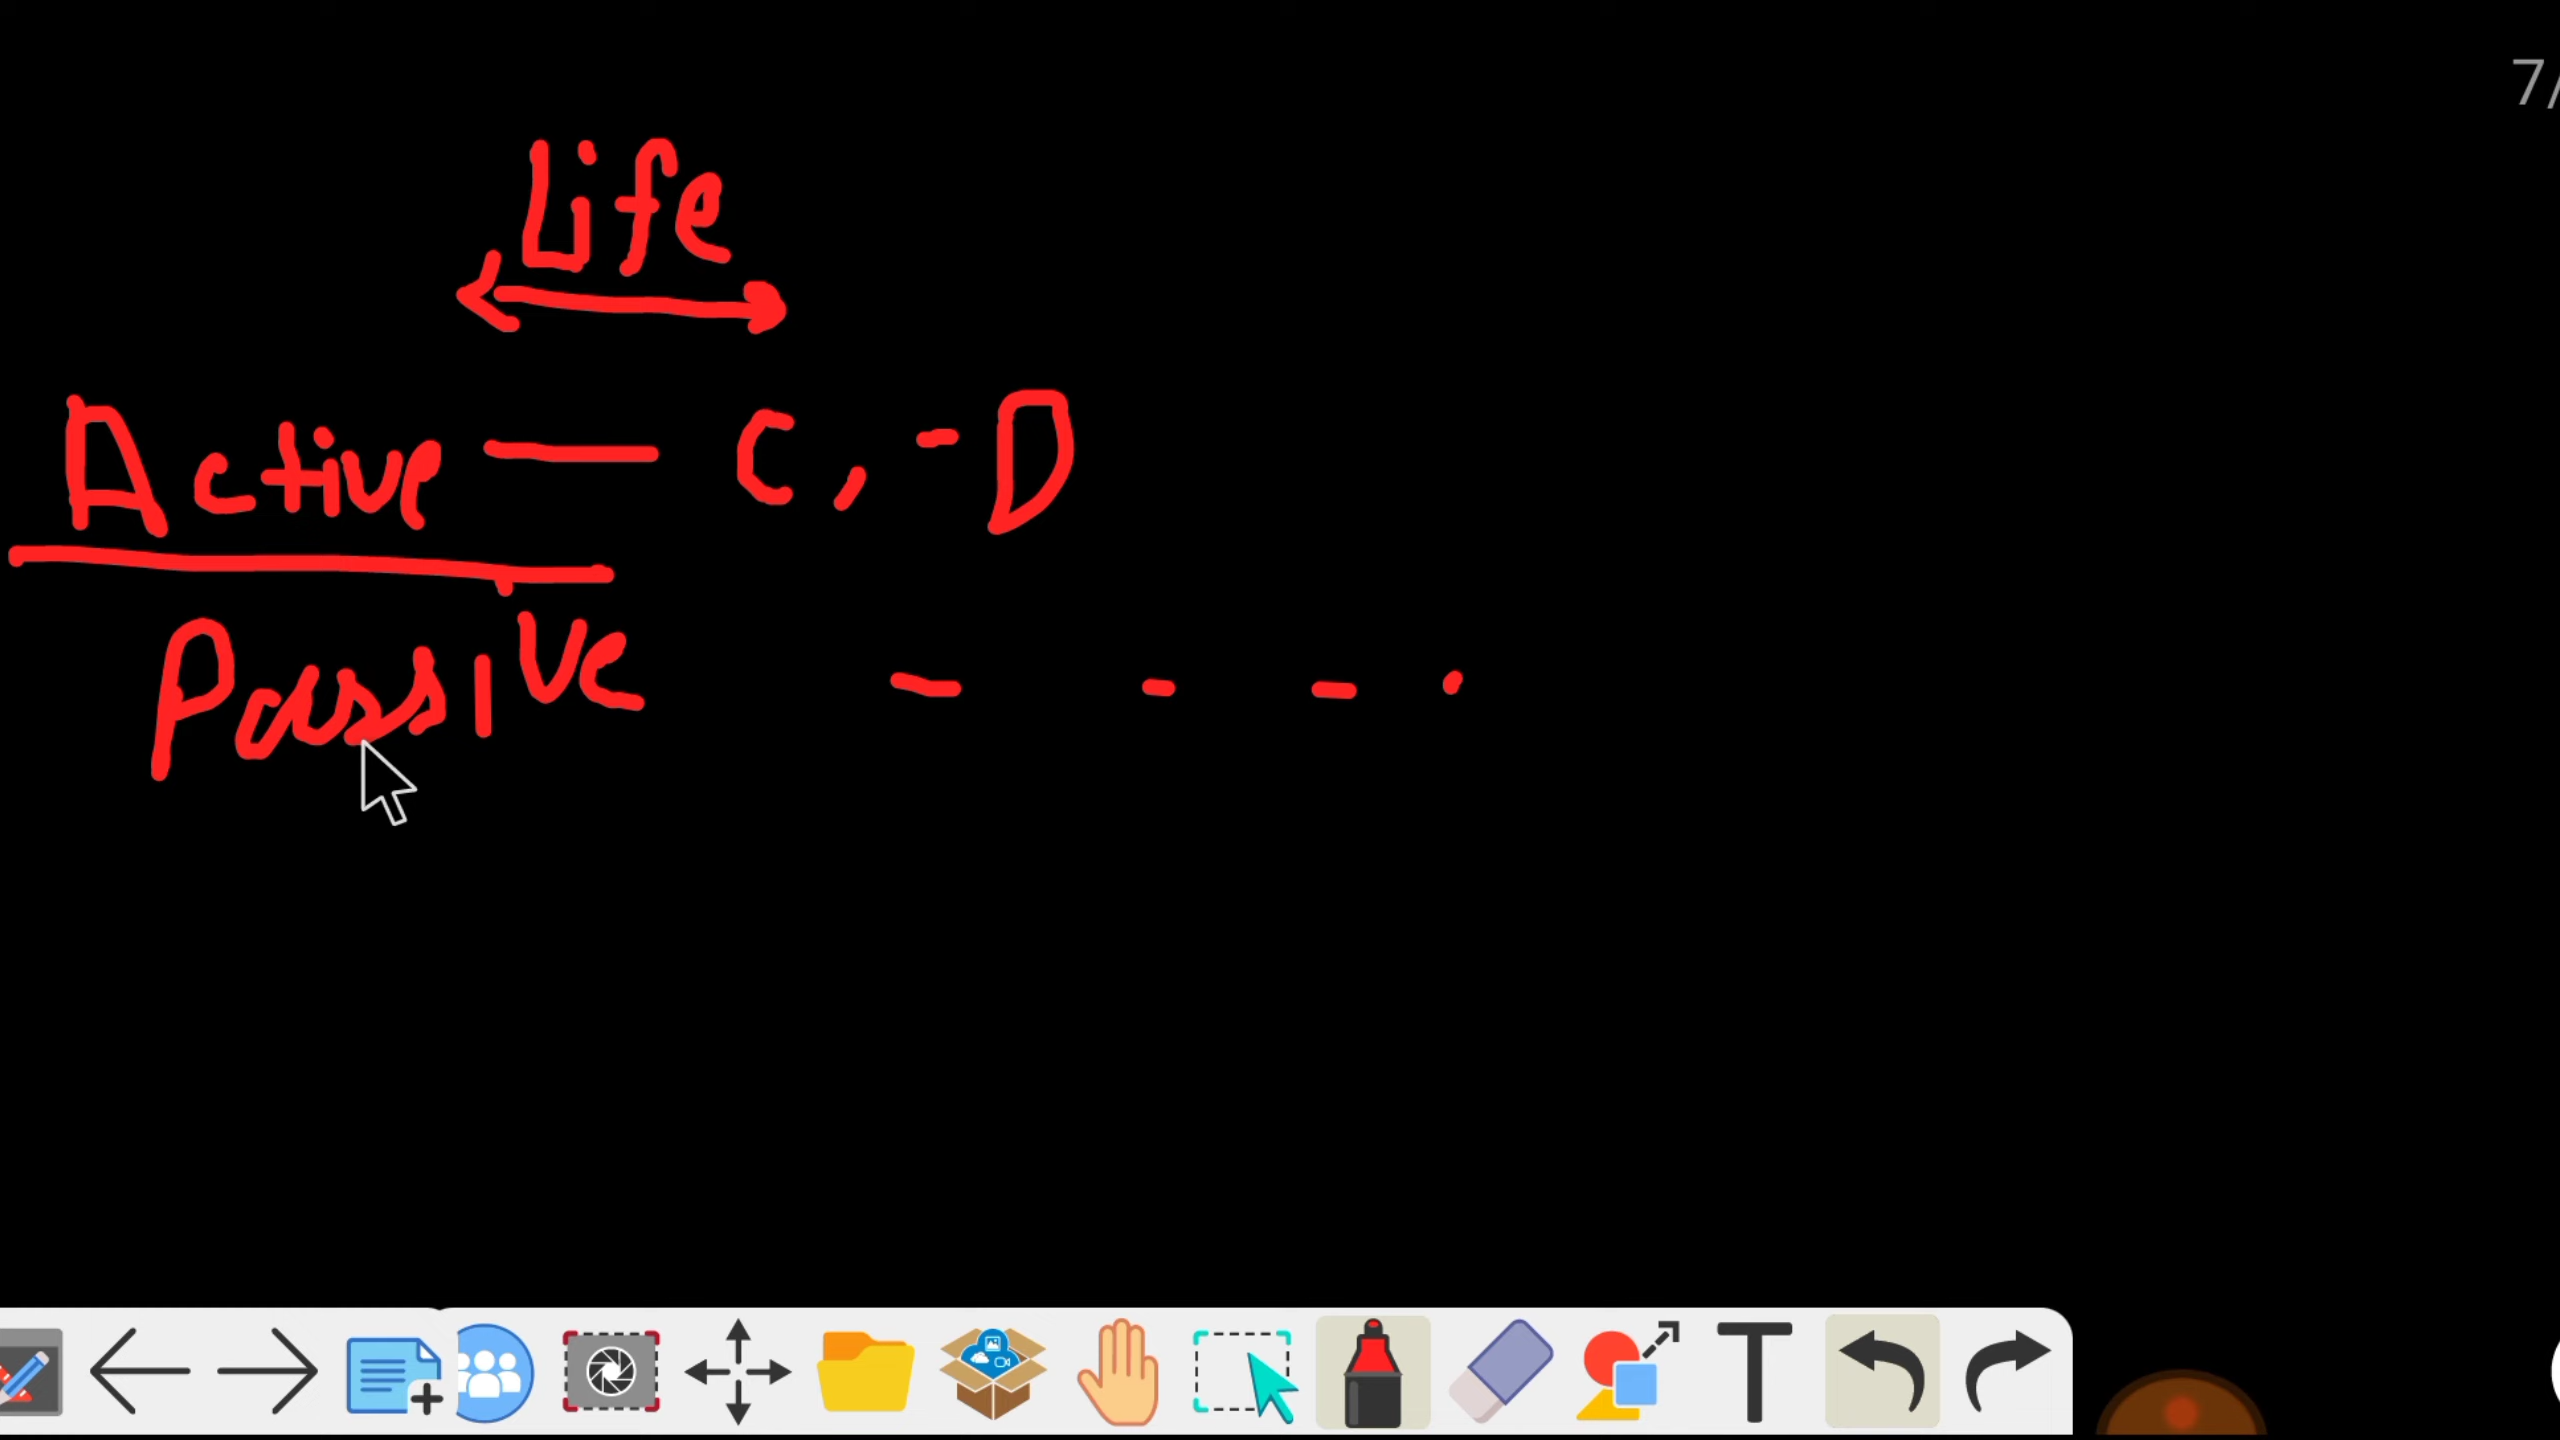 7/
Life
Active — C, - D
Passive - - - .
T